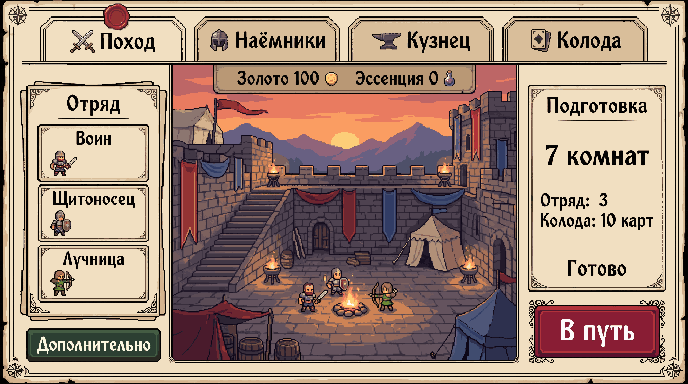 Поход
Наёмники
Кузнец
Колода
Золото 100
Эссенция 0
Отряд
Воин
Щитоносец
Лучница
Дополнительно
Подготовка
7 комнат
Отряд: 3
Колода: 10 карт
Готово
В путь